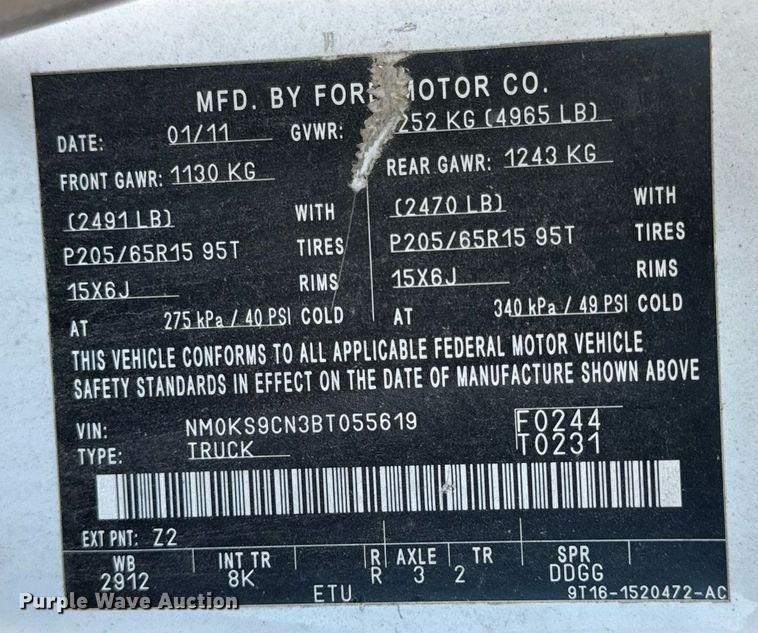 MFD. BY FORD MOTOR CO.
DATE: 01/11 GVWR: 252 KG (4965 LB)
FRONT GAWR: 1130 KG REAR GAWR: 1243 KG
(2491 LB) WITH (2470 LB) WITH
P205/65R15 95T TIRES P205/65R15 95T TIRES
15X6J RIMS 15X6J RIMS
AT 275 kPa / 40 PSI COLD AT 340 kPa / 49 PSI COLD
THIS VEHICLE CONFORMS TO ALL APPLICABLE FEDERAL MOTOR VEHICLE
SAFETY STANDARDS IN EFFECT ON THE DATE OF MANUFACTURE SHOWN ABOVE
VIN: NM0KS9CN3BT055619 F0244
TYPE: TRUCK T0231
EXT PNT: Z2
WB INT TR R AXLE TR SPR
2912 8K R 3 2 DDGG
ETU 9T16-1520472-AC
Purple Wave Auction